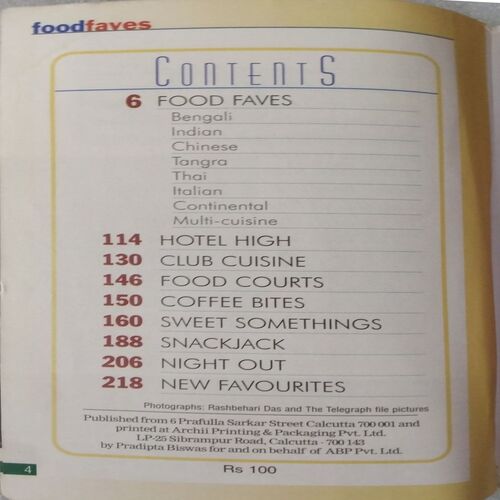 foodfaves
CONTENTS
6 FOOD FAVES
Bengali
Indian
Chinese
Tangra
Thai
Italian
Continental
Multi-cuisine
114 HOTEL HIGH
130 CLUB CUISINE
146 FOOD COURTS
150 COFFEE BITES
160 SWEET SOMETHINGS
188 SNACKJACK
206 NIGHT OUT
218 NEW FAVOURITES
Photographs: Rashbehari Das and The Telegraph file pictures
Published from 6 Prafulla Sarkar Street Calcutta 700 001 and
printed at Archii Printing & Packaging Pvt. Ltd.
LP-25 Sibrampur Road, Calcutta - 700 143
by Pradipta Biswas for and on behalf of ABP Pvt. Ltd.
4
Rs 100